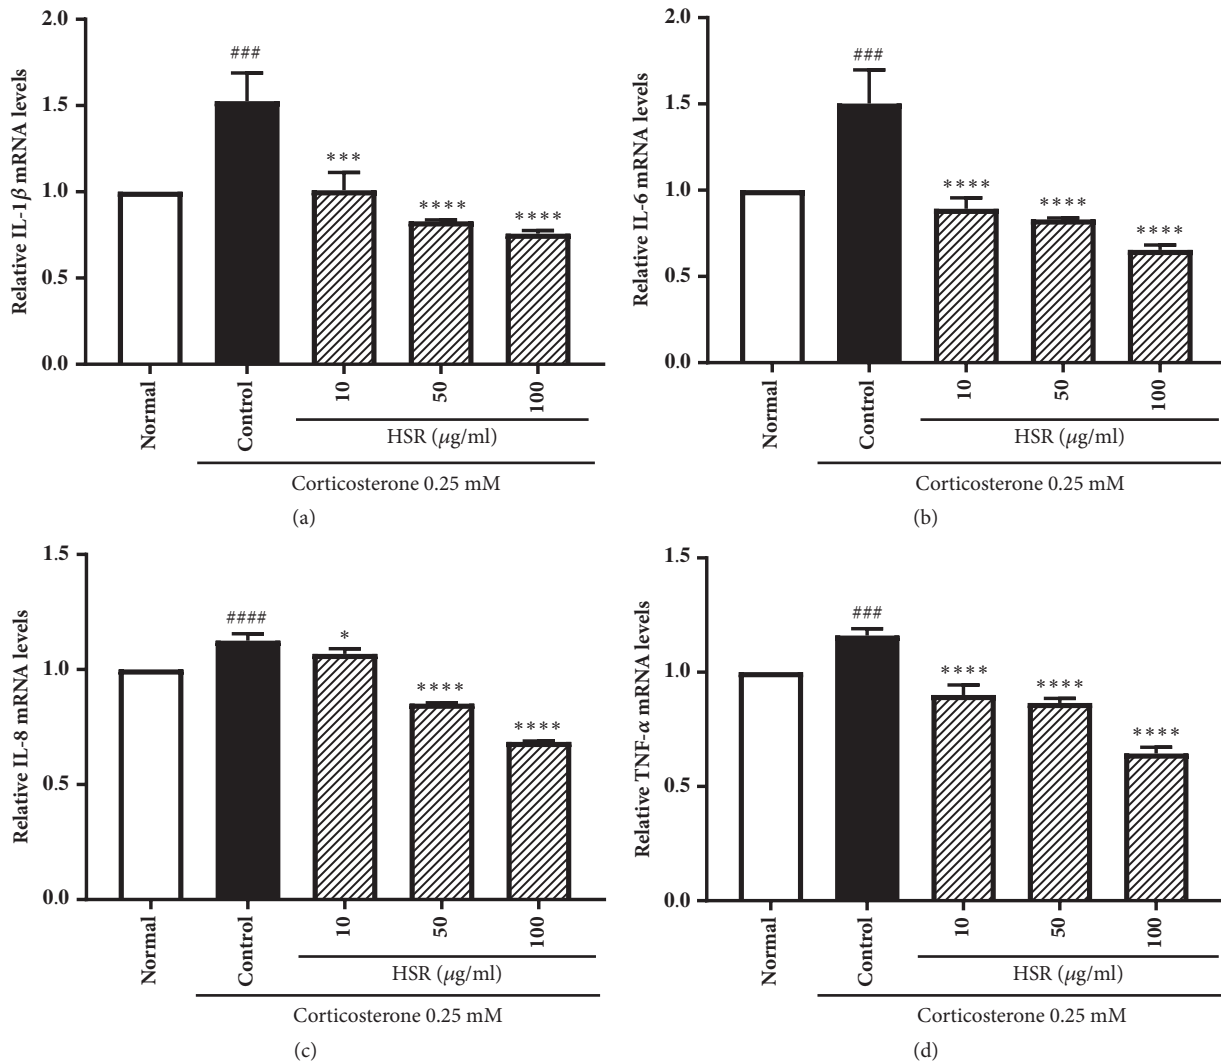 2.0
1.5
1.0
0.5
0.0
Relative IL-1β mRNA levels
###
***
****
****
Normal
Control
10
50
100
HSR (μg/ml)
Corticosterone 0.25 mM
(a)
2.0
1.5
1.0
0.5
0.0
Relative IL-6 mRNA levels
###
****
****
****
Normal
Control
10
50
100
HSR (μg/ml)
Corticosterone 0.25 mM
(b)
1.5
1.0
0.5
0.0
Relative IL-8 mRNA levels
####
*
****
****
Normal
Control
10
50
100
HSR (μg/ml)
Corticosterone 0.25 mM
(c)
1.5
1.0
0.5
0.0
Relative TNF-α mRNA levels
###
****
****
****
Normal
Control
10
50
100
HSR (μg/ml)
Corticosterone 0.25 mM
(d)